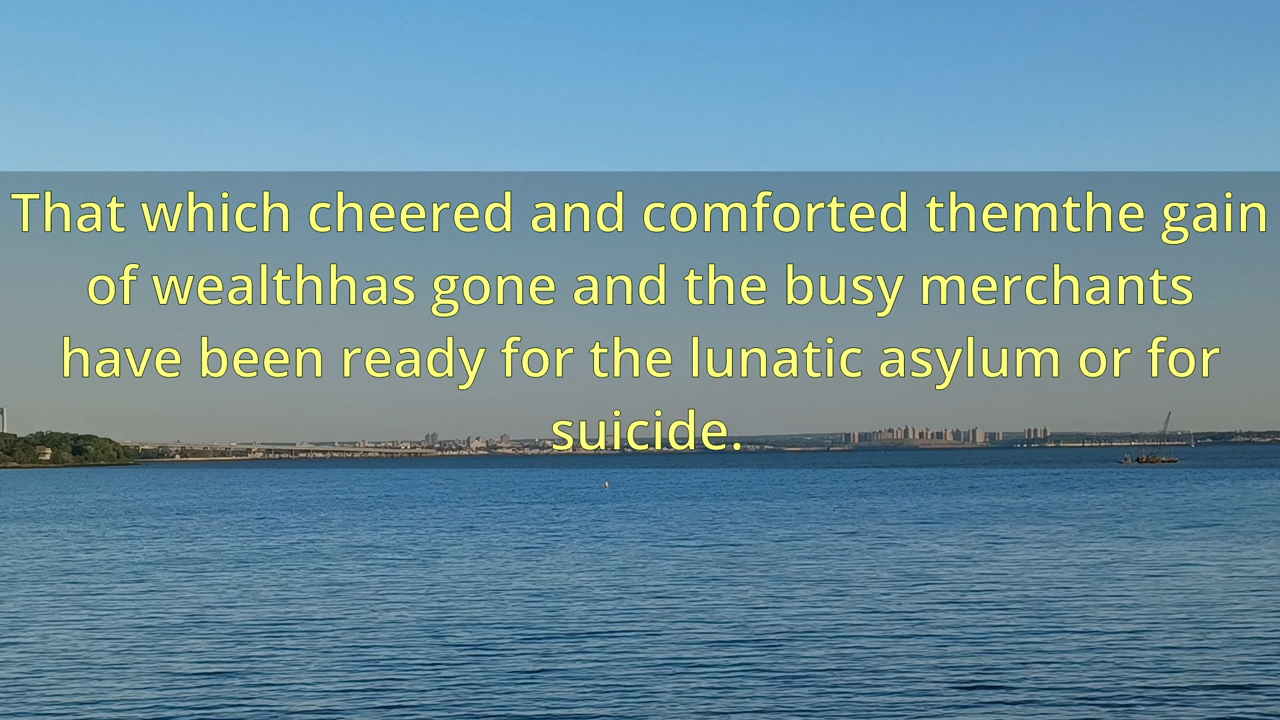 That which cheered and comforted themthe gain
of wealthhas gone and the busy merchants
have been ready for the lunatic asylum or for
suicide.